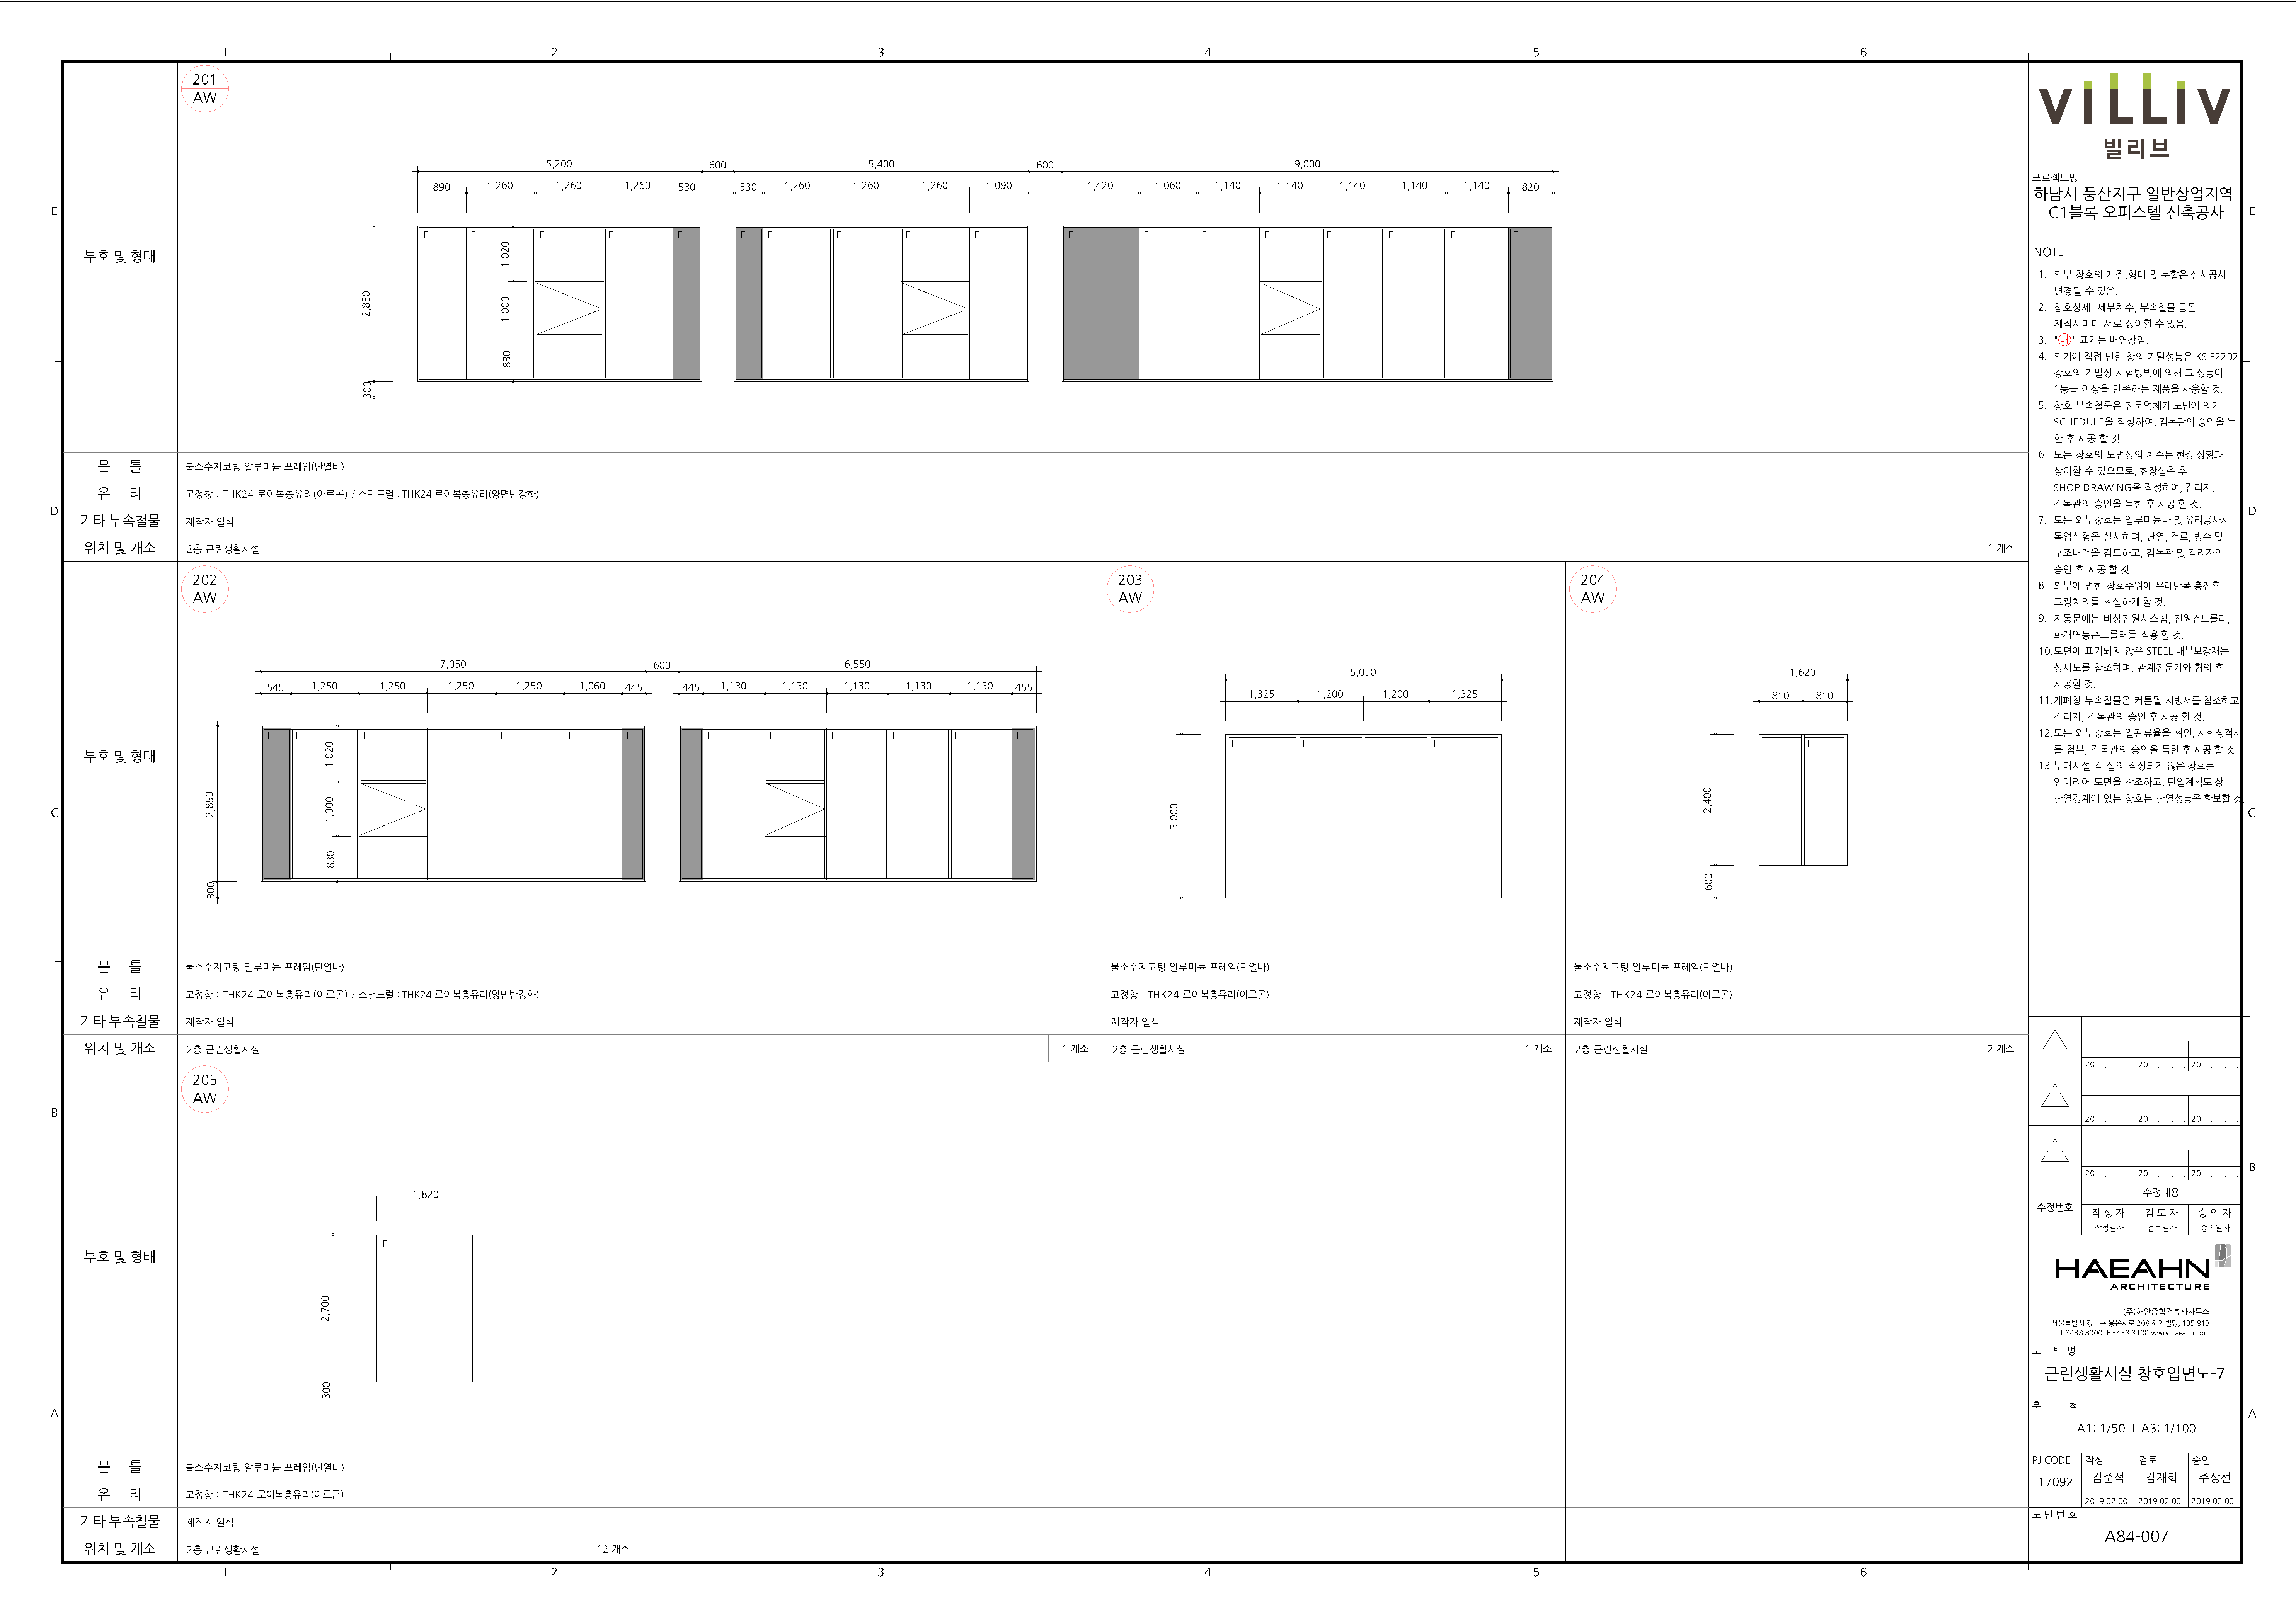 1 2 3 4 5 6
E
D
C
B
A
201
AW
5,200 600 5,400 600 9,000
890 1,260 1,260 1,260 530 530 1,260 1,260 1,260 1,090 1,420 1,060 1,140 1,140 1,140 1,140 1,140 820
F F F F F F F F F F F F F F F F F F
1,020
1,000
830
2,850
300
부호 및 형태
문 틀 불소수지코팅 알루미늄 프레임(단열바)
유 리 고정창 : THK24 로이복층유리(아르곤) / 스팬드럴 : THK24 로이복층유리(양면반강화)
기타 부속철물 제작자 일식
위치 및 개소 2층 근린생활시설 1 개소
202
AW
7,050 600 6,550
545 1,250 1,250 1,250 1,250 1,060 445 445 1,130 1,130 1,130 1,130 1,130 455
F F F F F F F F F F F F F
1,020
1,000
830
2,850
300
203
AW
5,050
1,325 1,200 1,200 1,325
F F F F
3,000
204
AW
1,620
810 810
F F
2,400
600
부호 및 형태
문 틀 불소수지코팅 알루미늄 프레임(단열바) 불소수지코팅 알루미늄 프레임(단열바) 불소수지코팅 알루미늄 프레임(단열바)
유 리 고정창 : THK24 로이복층유리(아르곤) / 스팬드럴 : THK24 로이복층유리(양면반강화) 고정창 : THK24 로이복층유리(아르곤) 고정창 : THK24 로이복층유리(아르곤)
기타 부속철물 제작자 일식 제작자 일식 제작자 일식
위치 및 개소 2층 근린생활시설 1 개소 2층 근린생활시설 1 개소 2층 근린생활시설 2 개소
205
AW
1,820
F
2,700
300
부호 및 형태
문 틀 불소수지코팅 알루미늄 프레임(단열바)
유 리 고정창 : THK24 로이복층유리(아르곤)
기타 부속철물 제작자 일식
위치 및 개소 2층 근린생활시설 12 개소
1 2 3 4 5 6
VILLIV
빌리브
프로젝트명
하남시 풍산지구 일반상업지역
C1블록 오피스텔 신축공사
NOTE
1. 외부 창호의 재질,형태 및 분할은 실시공시
변경될 수 있음.
2. 창호상세, 세부치수, 부속철물 등은
제작사마다 서로 상이할 수 있음.
3. "배" 표기는 배연창임.
4. 외기에 직접 면한 창의 기밀성능은 KS F2292
창호의 기밀성 시험방법에 의해 그 성능이
1등급 이상을 만족하는 제품을 사용할 것.
5. 창호 부속철물은 전문업체가 도면에 의거
SCHEDULE을 작성하여, 감독관의 승인을 득
한 후 시공 할 것.
6. 모든 창호의 도면상의 치수는 현장 상황과
상이할 수 있으므로, 현장실측 후
SHOP DRAWING을 작성하여, 감리자,
감독관의 승인을 득한 후 시공 할 것.
7. 모든 외부창호는 알루미늄바 및 유리공사시
목업실험을 실시하여, 단열, 결로, 방수 및
구조내력을 검토하고, 감독관 및 감리자의
승인 후 시공 할 것.
8. 외부에 면한 창호주위에 우레탄폼 충진후
코킹처리를 확실하게 할 것.
9. 자동문에는 비상전원시스템, 전원컨트롤러,
화재연동콘트롤러를 적용 할 것.
10.도면에 표기되지 않은 STEEL 내부보강재는
상세도를 참조하며, 관계전문가와 협의 후
시공할 것.
11.개폐창 부속철물은 커튼월 시방서를 참조하고
감리자, 감독관의 승인 후 시공 할 것.
12.모든 외부창호는 열관류율을 확인, 시험성적서
를 첨부, 감독관의 승인을 득한 후 시공 할 것.
13.부대시설 각 실의 작성되지 않은 창호는
인테리어 도면을 참조하고, 단열계획도 상
단열경계에 있는 창호는 단열성능을 확보할 것.
20 . . . 20 . . . 20 . . .
20 . . . 20 . . . 20 . . .
20 . . . 20 . . . 20 . . .
수정번호 수정내용
작 성 자 검 토 자 승 인 자
작성일자 검토일자 승인일자
HAEAHN
ARCHITECTURE
(주)해안종합건축사사무소
서울특별시 강남구 봉은사로 208 해안빌딩, 135-913
T.3438 8000 F.3438 8100 www.haeahn.com
도 면 명
근린생활시설 창호입면도-7
축 척
A1: 1/50 I A3: 1/100
PJ CODE 작성 검토 승인
17092 김준석 김재희 주상선
2019.02.00. 2019.02.00. 2019.02.00.
도 면 번 호
A84-007
E
D
C
B
A